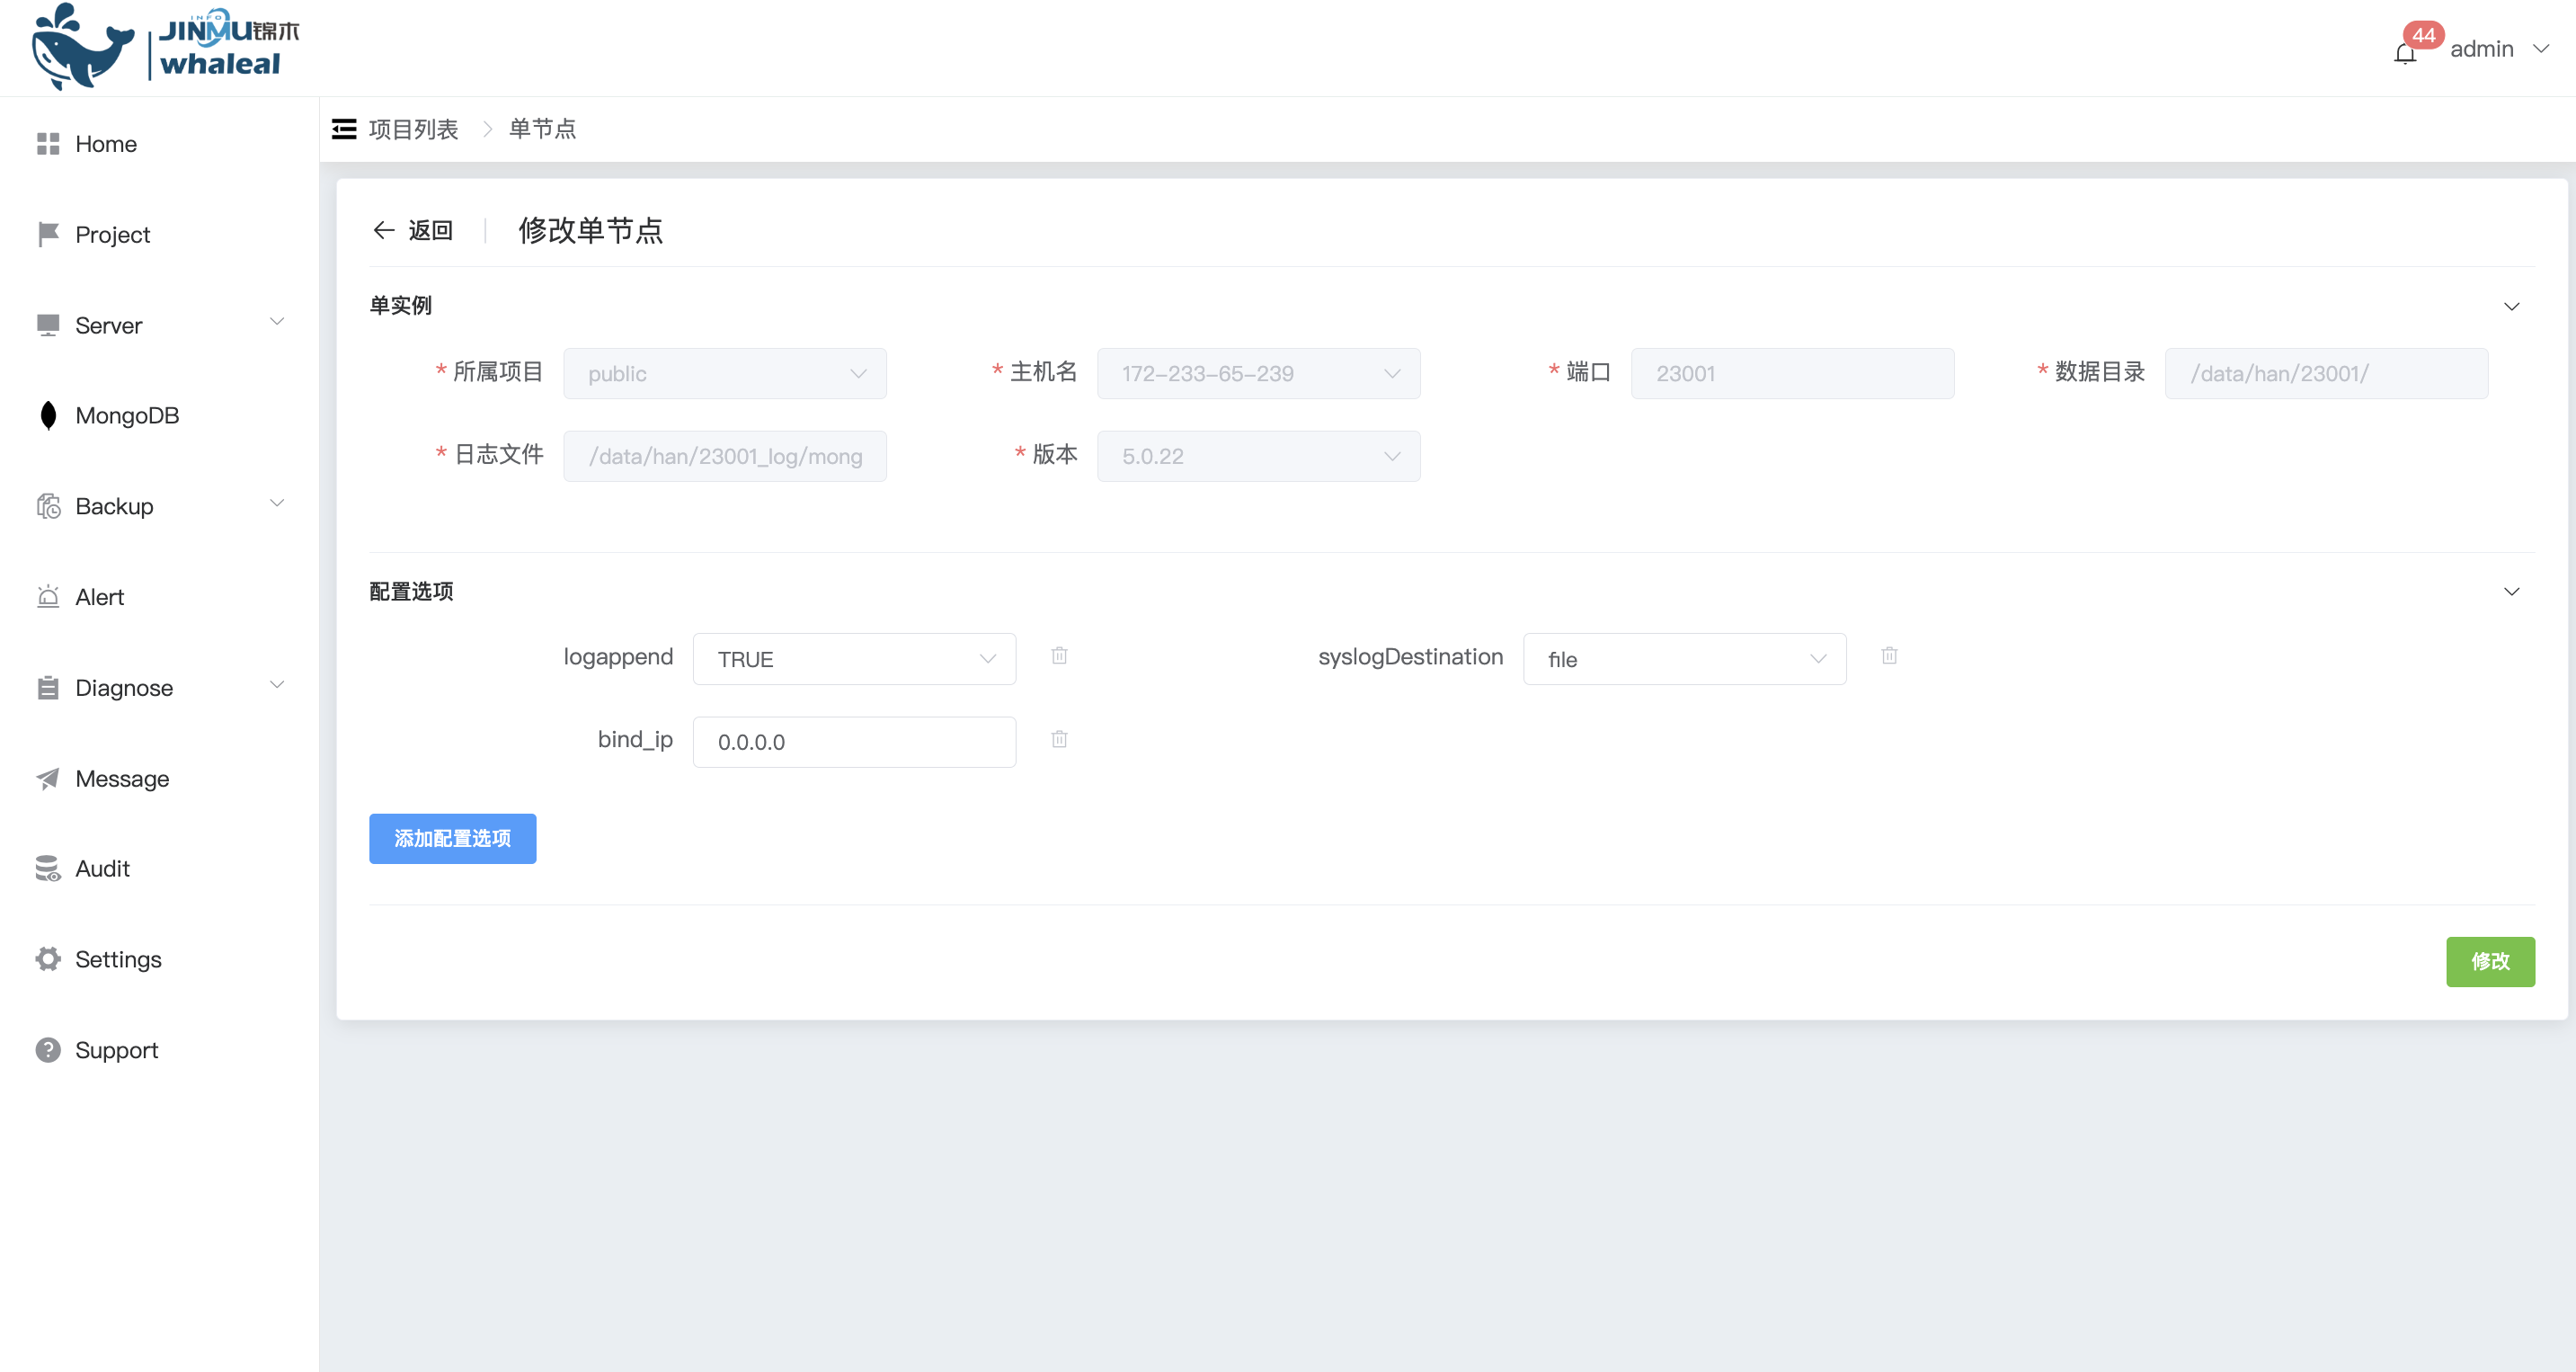 INFO
JINMU锦木
whaleal
44
admin
Home
Project
Server
MongoDB
Backup
Alert
Diagnose
Message
Audit
Settings
Support
项目列表 单节点
返回 修改单节点
单实例
* 所属项目 public * 主机名 172-233-65-239 * 端口 23001 * 数据目录 /data/han/23001/
* 日志文件 /data/han/23001_log/mong * 版本 5.0.22
配置选项
logappend TRUE syslogDestination file
bind_ip 0.0.0.0
添加配置选项
修改